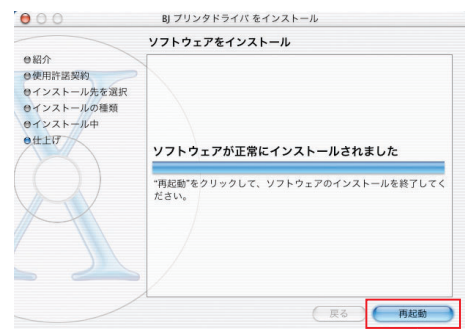 BJ プリンタドライバ をインストール
ソフトウェアをインストール
紹介
使用許諾契約
インストール先を選択
インストールの種類
インストール中
仕上げ
ソフトウェアが正常にインストールされました
"再起動"をクリックして、ソフトウェアのインストールを終了してく
ださい。
戻る
再起動